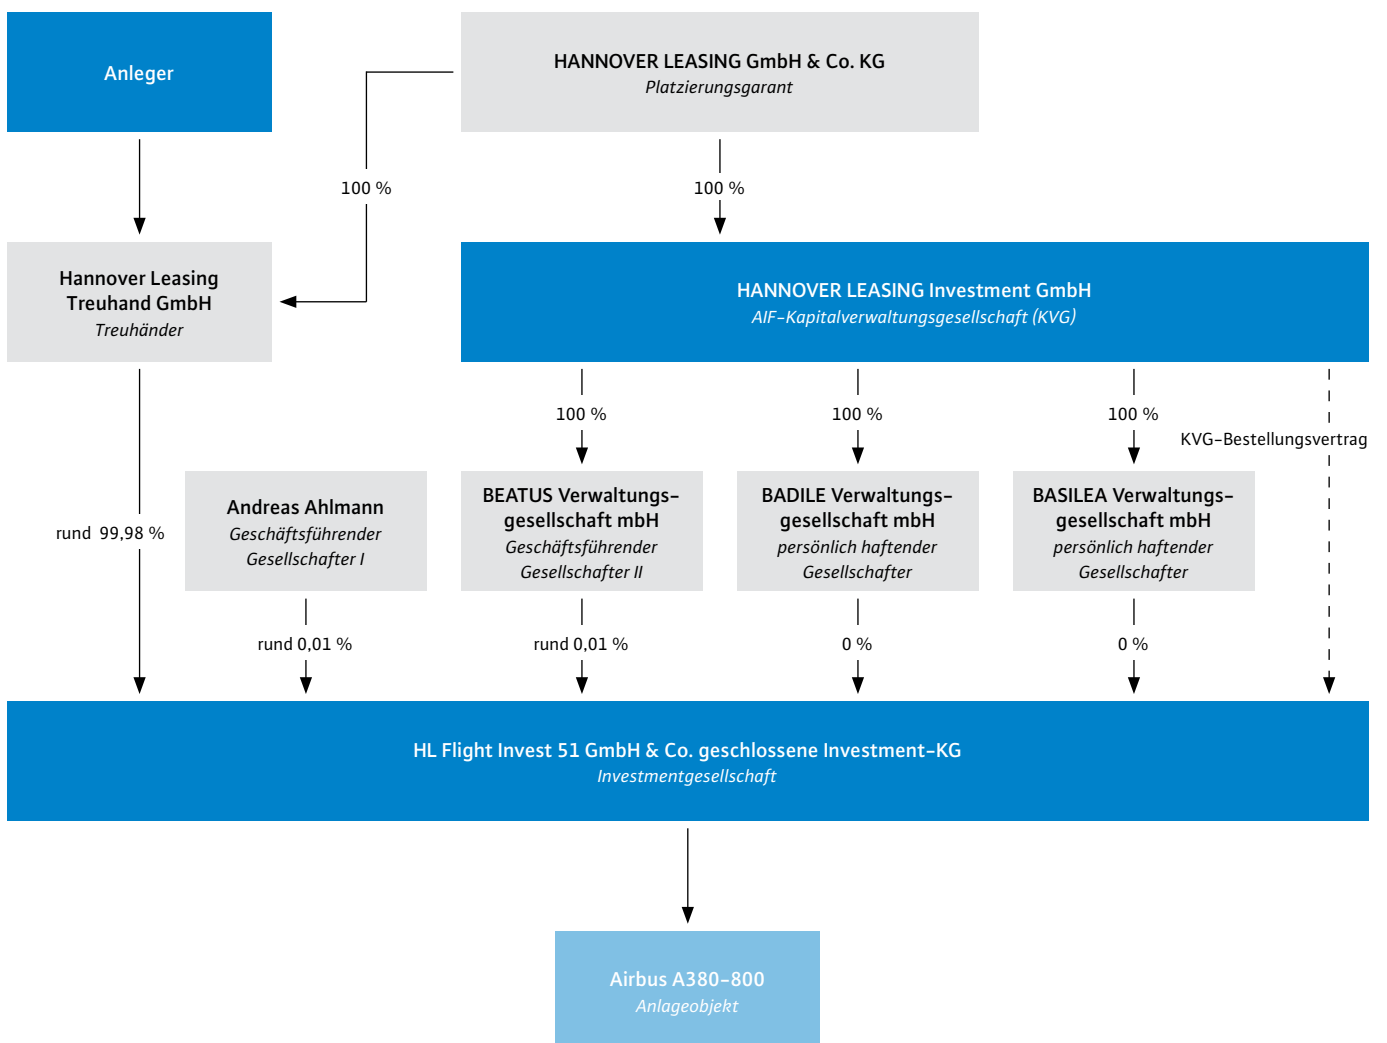 Anleger
HANNOVER LEASING GmbH & Co. KG
Platzierungsgarant
100 %
100 %
Hannover Leasing
Treuhand GmbH
Treuhänder
HANNOVER LEASING Investment GmbH
AIF-Kapitalverwaltungsgesellschaft (KVG)
100 %
100 %
100 %
KVG-Bestellungsvertrag
rund 99,98 %
Andreas Ahlmann
Geschäftsführender
Gesellschafter I
BEATUS Verwaltungs-
gesellschaft mbH
Geschäftsführender
Gesellschafter II
BADILE Verwaltungs-
gesellschaft mbH
persönlich haftender
Gesellschafter
BASILEA Verwaltungs-
gesellschaft mbH
persönlich haftender
Gesellschafter
rund 0,01 %
rund 0,01 %
0 %
0 %
HL Flight Invest 51 GmbH & Co. geschlossene Investment-KG
Investmentgesellschaft
Airbus A380-800
Anlageobjekt